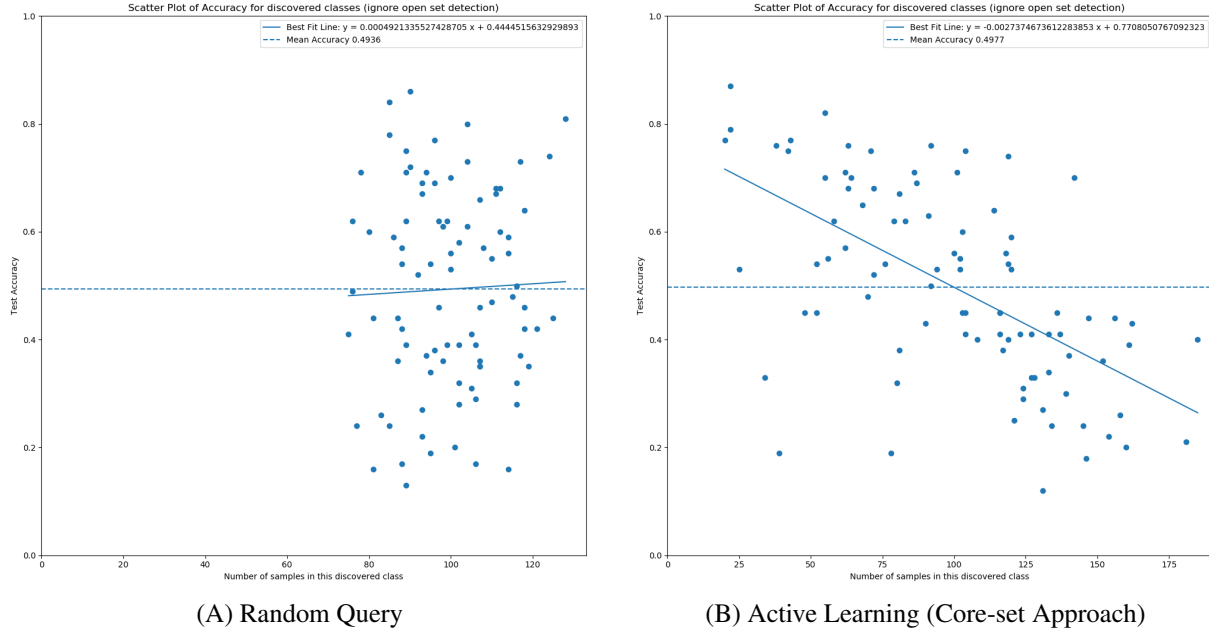 Scatter Plot of Accuracy for discovered classes (ignore open set detection)
Best Fit Line: y = 0.0004921335527428705 x + 0.4444515632929893
Mean Accuracy 0.4936
1.0
0.8
0.6
0.4
0.2
0.0
Test Accuracy
0 20 40 60 80 100 120
Number of samples in this discovered class
(A) Random Query
Scatter Plot of Accuracy for discovered classes (ignore open set detection)
Best Fit Line: y = -0.0027374673612283853 x + 0.7708050767092323
Mean Accuracy 0.4977
1.0
0.8
0.6
0.4
0.2
0.0
Test Accuracy
0 25 50 75 100 125 150 175
Number of samples in this discovered class
(B) Active Learning (Core-set Approach)